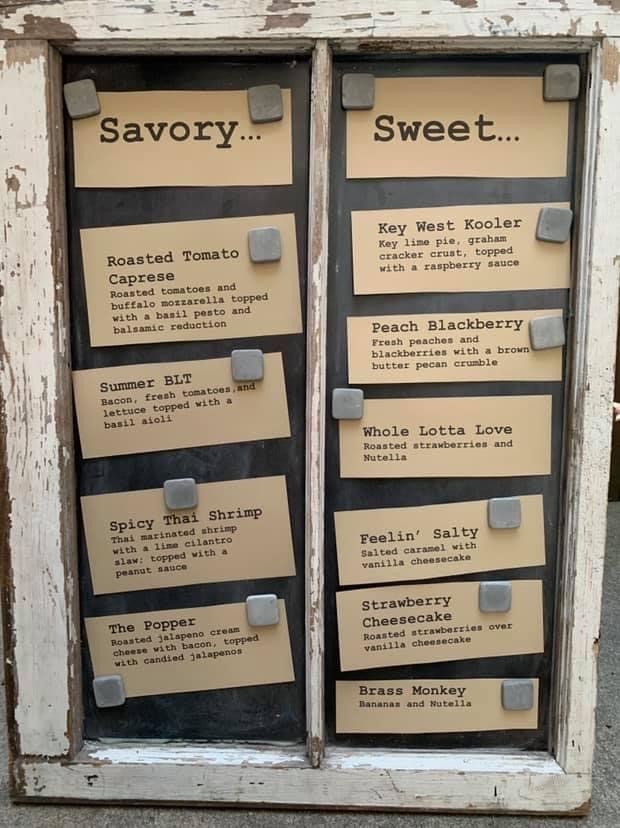 Savory...
Roasted Tomato
Caprese
Roasted tomatoes and
buffalo mozzarella topped
with a basil pesto and
balsamic reduction
Summer BLT
Bacon, fresh tomatoes,and
lettuce topped with a
basil aioli
Spicy Thai Shrimp
Thai marinated shrimp
with a lime cilantro
slaw; topped with a
peanut sauce
The Popper
Roasted jalapeno cream
cheese with bacon, topped
with candied jalapenos
Sweet...
Key West Kooler
Key lime pie, graham
cracker crust, topped
with a raspberry sauce
Peach Blackberry
Fresh peaches and
blackberries with a brown
butter pecan crumble
Whole Lotta Love
Roasted strawberries and
Nutella
Feelin’ Salty
Salted caramel with
vanilla cheesecake
Strawberry
Cheesecake
Roasted strawberries over
vanilla cheesecake
Brass Monkey
Bananas and Nutella